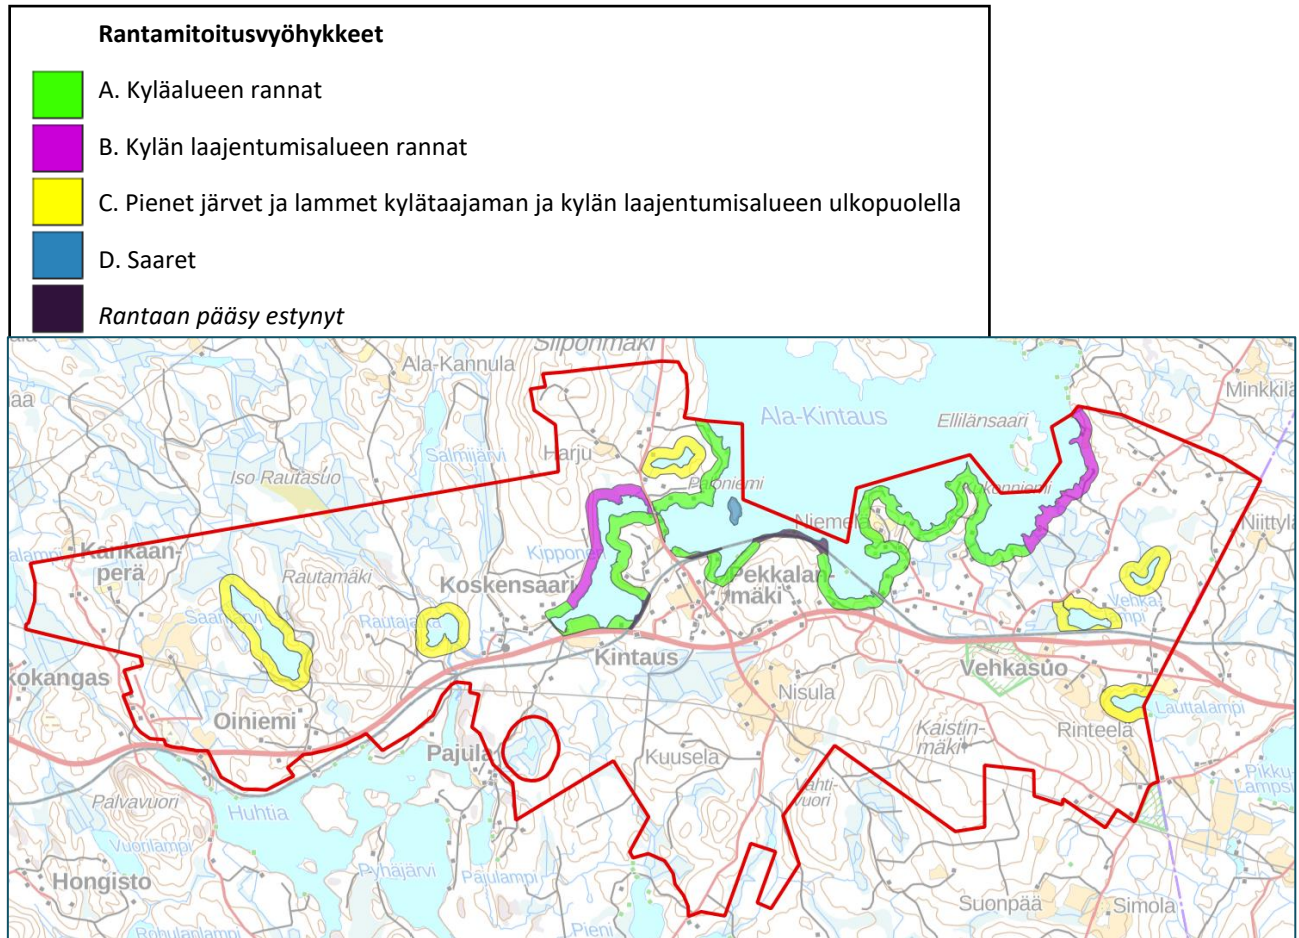 Rantamitoitusvyöhykkeet
A. Kyläalueen rannat
B. Kylän laajentumisalueen rannat
C. Pienet järvet ja lammet kylätaajaman ja kylän laajentumisalueen ulkopuolella
D. Saaret
Rantaan pääsy estynyt
Siiponmäki
Ala-Kannula
Minkkilä
Ala-Kintaus
Ellilänsaari
Harju
Salmijärvi
Iso Rautasuo
Niemelä
Niittylä
Kankaan-
perä
Kipponen
Rautamäki
Koskensaari
Pekkalan-
mäki
Kintaus
Vehkasuo
kokangas
Oiniemi
Nisula
Lauttalampi
Kaistin-
mäki
Rinteelä
Pajula
Kuusela
Pikku-
Palvavuori
Huhtia
Vuorilampi
Pyhäjärvi
Pajulampi
Hongisto
Suonpää
Simola
Pieni